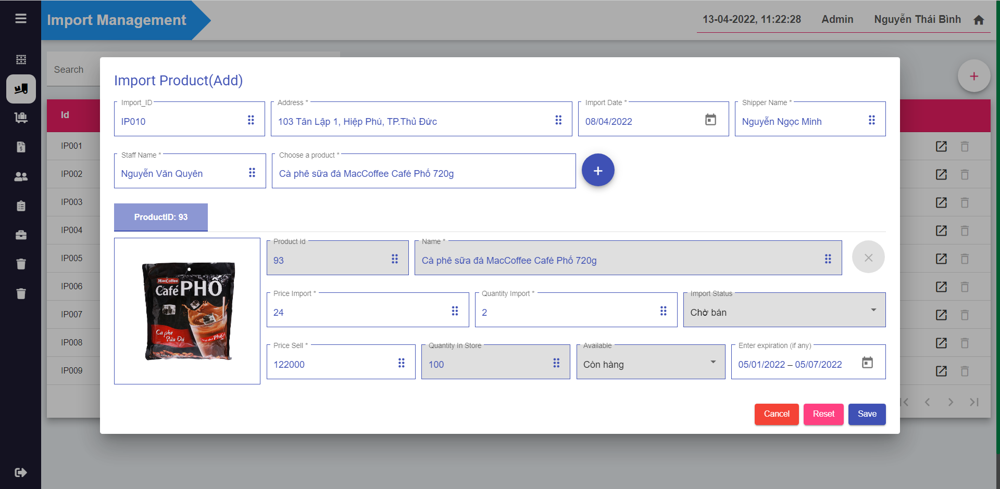 Import Management
13-04-2022, 11:22:28 Admin Nguyễn Thái Bình
Search
Import Product(Add)
Import_ID
IP010
Address *
103 Tân Lập 1, Hiệp Phú, TP.Thủ Đức
Import Date *
08/04/2022
Shipper Name *
Nguyễn Ngọc Minh
Staff Name *
Nguyễn Văn Quyên
Choose a product *
Cà phê sữa đá MacCoffee Café Phố 720g
ProductID: 93
MacCoffee
Café PHỐ
Cà phê
Sữa Đá
Product Id
93
Name *
Cà phê sữa đá MacCoffee Café Phố 720g
Price Import *
24
Quantity Import *
2
Import Status
Chờ bán
Price Sell *
122000
Quantity In Store
100
Available
Còn hàng
Enter expiration (if any)
05/01/2022 – 05/07/2022
Cancel Reset Save
Id
IP001
IP002
IP003
IP004
IP005
IP006
IP007
IP008
IP009